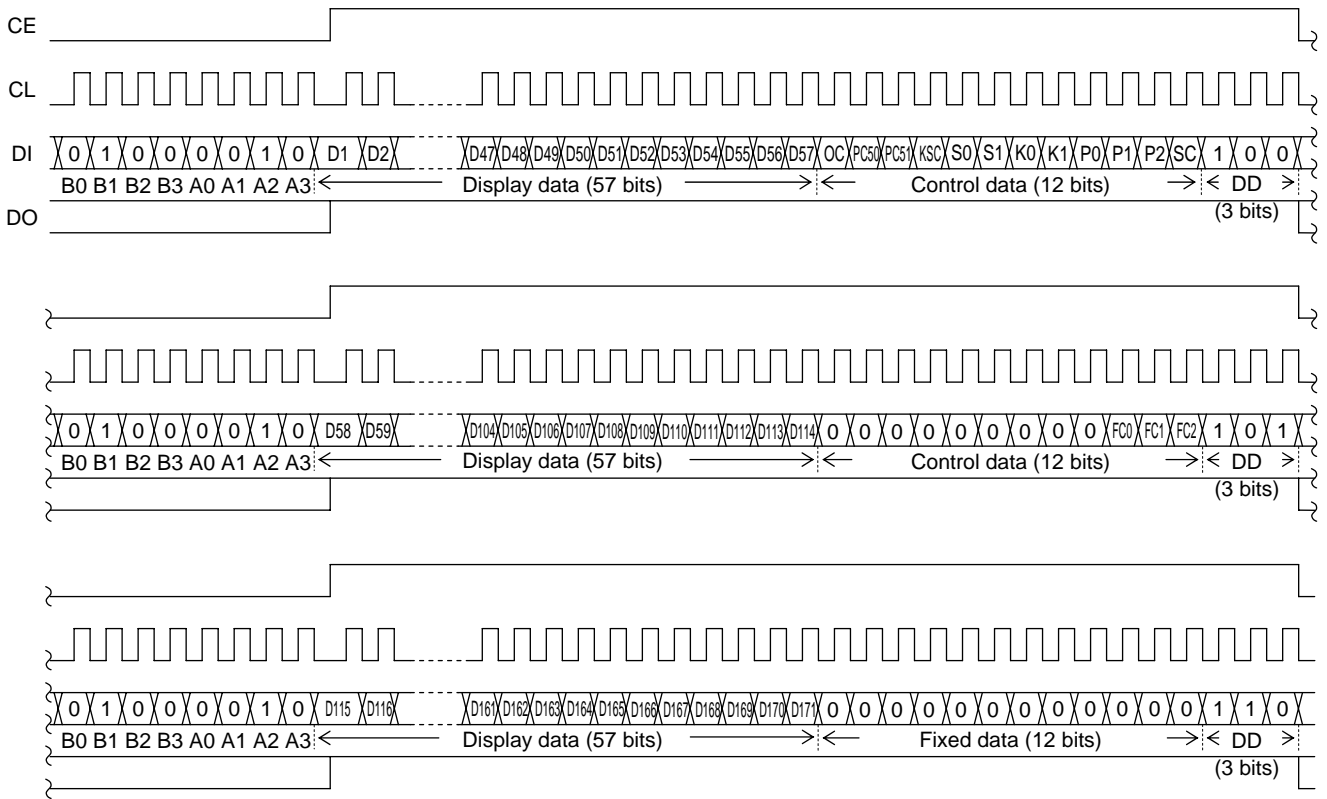 CE
CL
DI 0 1 0 0 0 0 1 0 D1 D2 D47 D48 D49 D50 D51 D52 D53 D54 D55 D56 D57 OC PC50 PC51 KSC S0 S1 K0 K1 P0 P1 P2 SC 1 0 0
B0 B1 B2 B3 A0 A1 A2 A3 Display data (57 bits) Control data (12 bits) DD
DO (3 bits)
0 1 0 0 0 0 1 0 D58 D59 D104 D105 D106 D107 D108 D109 D110 D111 D112 D113 D114 0 0 0 0 0 0 0 0 0 FC0 FC1 FC2 1 0 1
B0 B1 B2 B3 A0 A1 A2 A3 Display data (57 bits) Control data (12 bits) DD
(3 bits)
0 1 0 0 0 0 1 0 D115 D116 D161 D162 D163 D164 D165 D166 D167 D168 D169 D170 D171 0 0 0 0 0 0 0 0 0 0 0 0 1 1 0
B0 B1 B2 B3 A0 A1 A2 A3 Display data (57 bits) Fixed data (12 bits) DD
(3 bits)